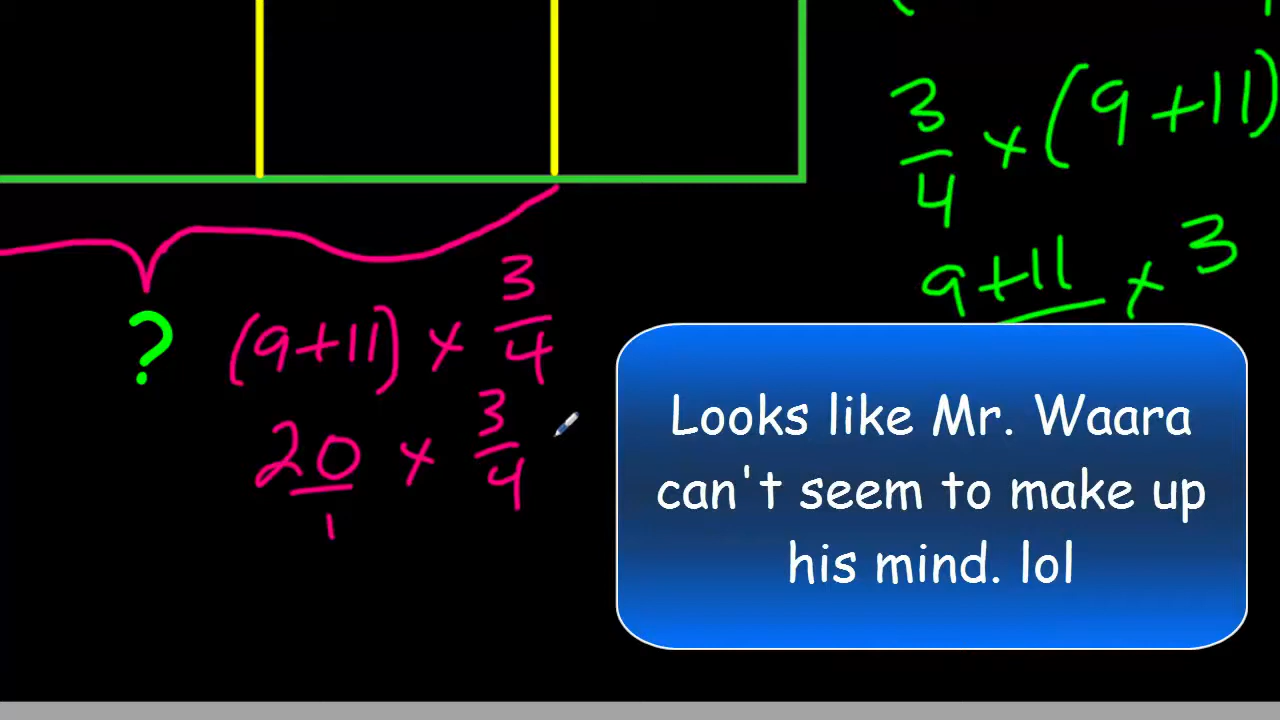 3/4 × (9+11)
9+11 × 3
? (9+11) × 3/4
20/1 × 3/4
Looks like Mr. Waara
can't seem to make up
his mind. lol